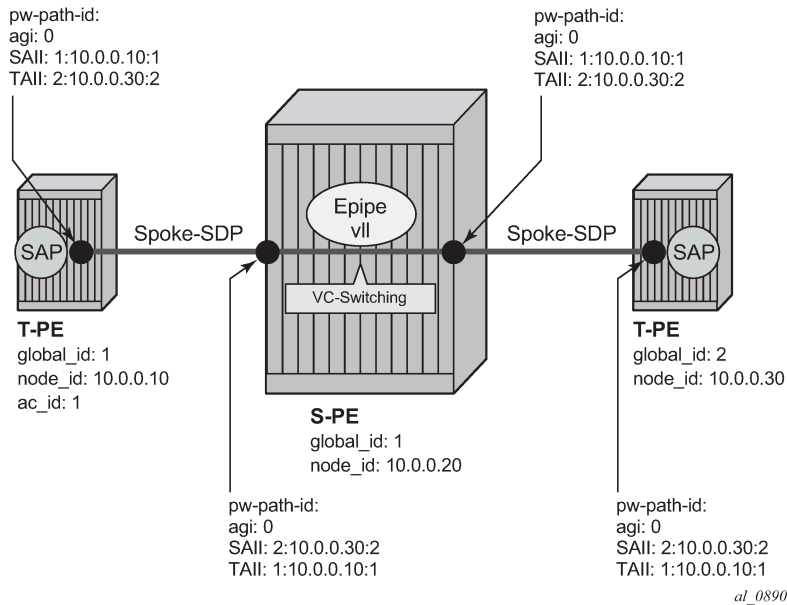 pw-path-id:
agi: 0
SAII: 1:10.0.0.10:1
TAII: 2:10.0.0.30:2
pw-path-id:
agi: 0
SAII: 1:10.0.0.10:1
TAII: 2:10.0.0.30:2
SAP
Spoke-SDP
Epipe
vll
VC-Switching
Spoke-SDP
SAP
T-PE
global_id: 1
node_id: 10.0.0.10
ac_id: 1
S-PE
global_id: 1
node_id: 10.0.0.20
T-PE
global_id: 2
node_id: 10.0.0.30
pw-path-id:
agi: 0
SAII: 2:10.0.0.30:2
TAII: 1:10.0.0.10:1
pw-path-id:
agi: 0
SAII: 2:10.0.0.30:2
TAII: 1:10.0.0.10:1
al_0890